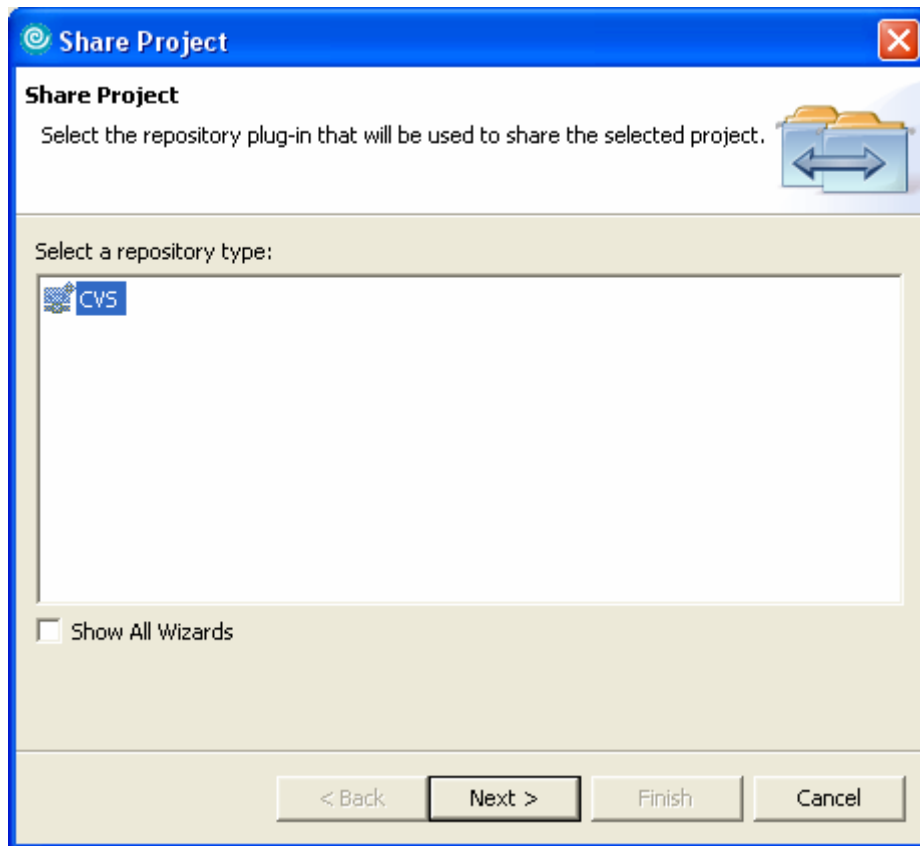 Share Project
Share Project
Select the repository plug-in that will be used to share the selected project.
Select a repository type:
CVS
Show All Wizards
< Back
Next >
Finish
Cancel